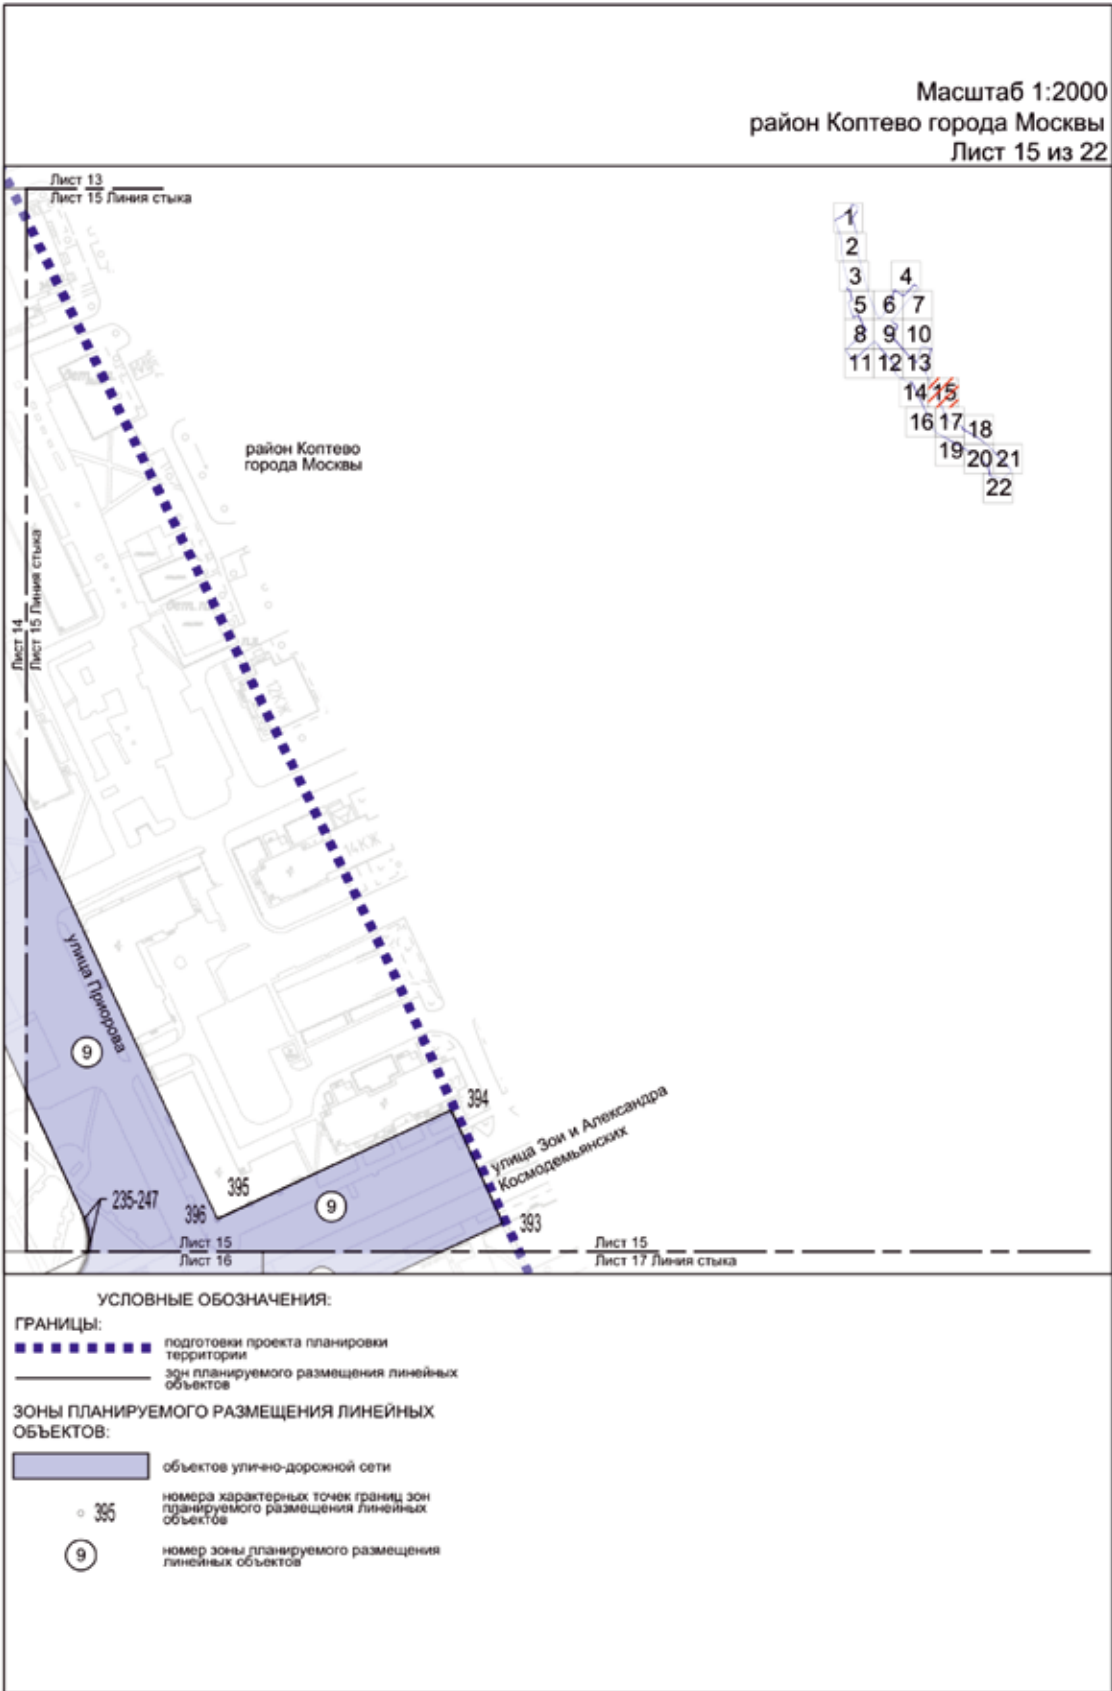 Масштаб 1:2000
район Коптево города Москвы
Лист 15 из 22
Лист 13
Лист 15 Линия стыка
1
2
3 4
5 6 7
8 9 10
11 12 13
14 15
16 17 18
19 20 21
22
район Коптево
города Москвы
Лист 14
Лист 15 Линия стыка
12КЖ
14КЖ
улица Приорова
9
394
улица Зои и Александра
Космодемьянских
395
396
235-247
9
393
Лист 15
Лист 16
Лист 15
Лист 17 Линия стыка
УСЛОВНЫЕ ОБОЗНАЧЕНИЯ:
ГРАНИЦЫ:
подготовки проекта планировки
территории
зон планируемого размещения линейных
объектов
ЗОНЫ ПЛАНИРУЕМОГО РАЗМЕЩЕНИЯ ЛИНЕЙНЫХ
ОБЪЕКТОВ:
объектов улично-дорожной сети
395
номера характерных точек границ зон
планируемого размещения линейных
объектов
9
номер зоны планируемого размещения
линейных объектов